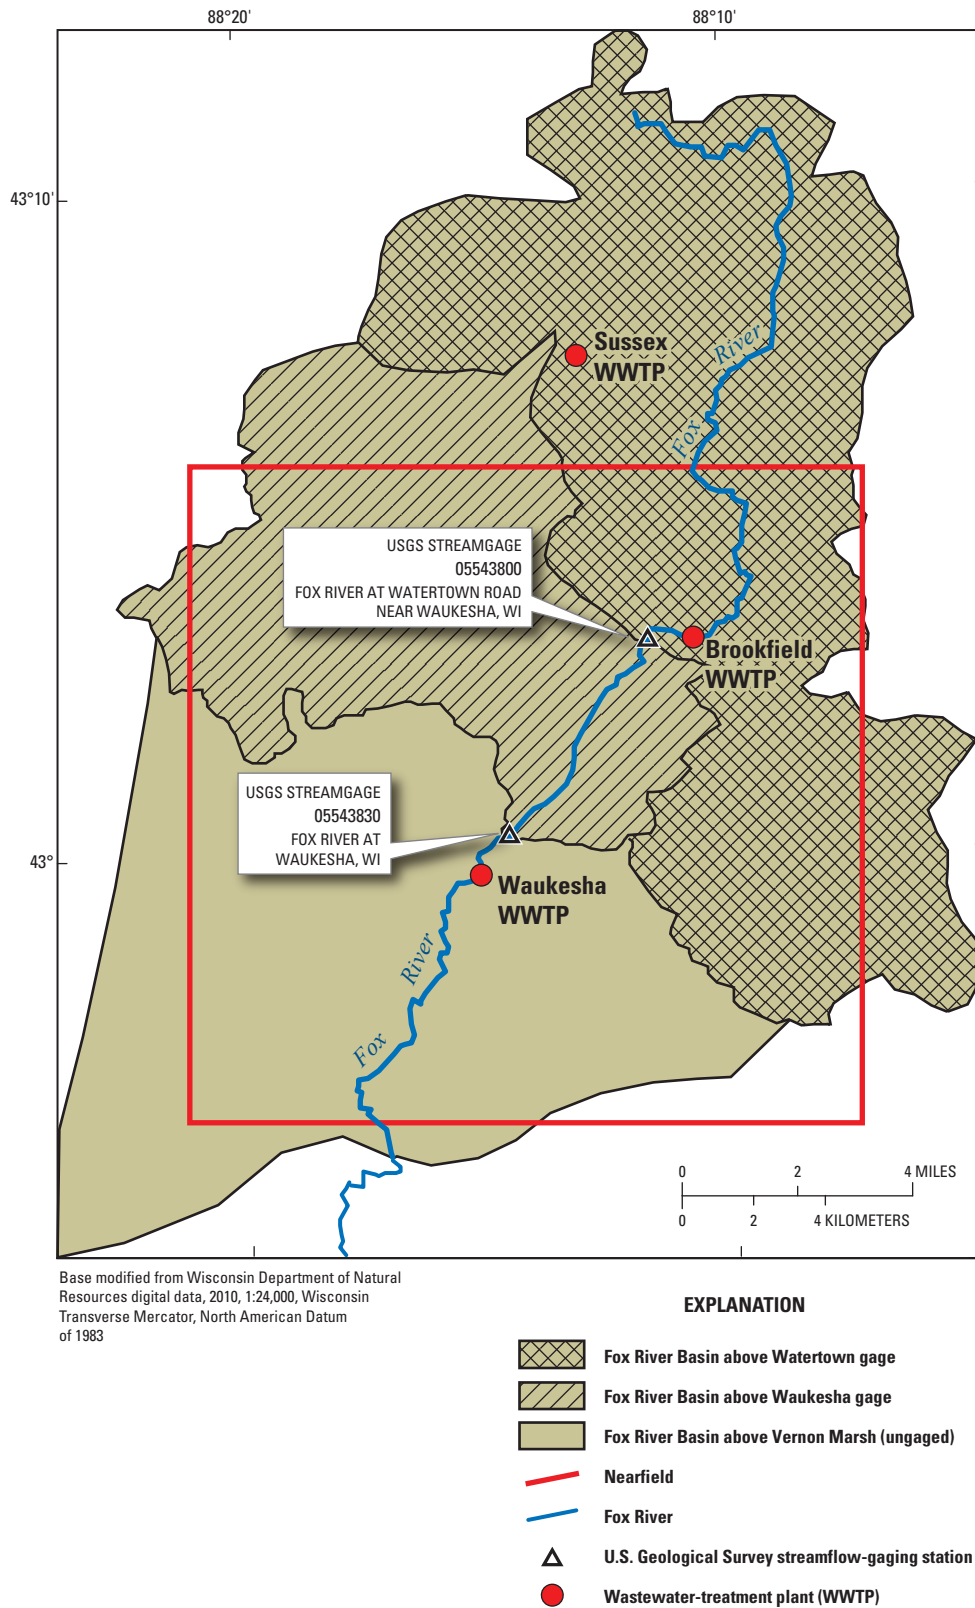 88°20'
88°10'
43°10'
Sussex
WWTP
River
Fox
USGS STREAMGAGE
05543800
FOX RIVER AT WATERTOWN ROAD
NEAR WAUKESHA, WI
Brookfield
WWTP
USGS STREAMGAGE
05543830
FOX RIVER AT
WAUKESHA, WI
43°
Waukesha
WWTP
River
Fox
0 2 4 MILES
0 2 4 KILOMETERS
Base modified from Wisconsin Department of Natural
Resources digital data, 2010, 1:24,000, Wisconsin
Transverse Mercator, North American Datum
of 1983
EXPLANATION
Fox River Basin above Watertown gage
Fox River Basin above Waukesha gage
Fox River Basin above Vernon Marsh (ungaged)
Nearfield
Fox River
U.S. Geological Survey streamflow-gaging station
Wastewater-treatment plant (WWTP)